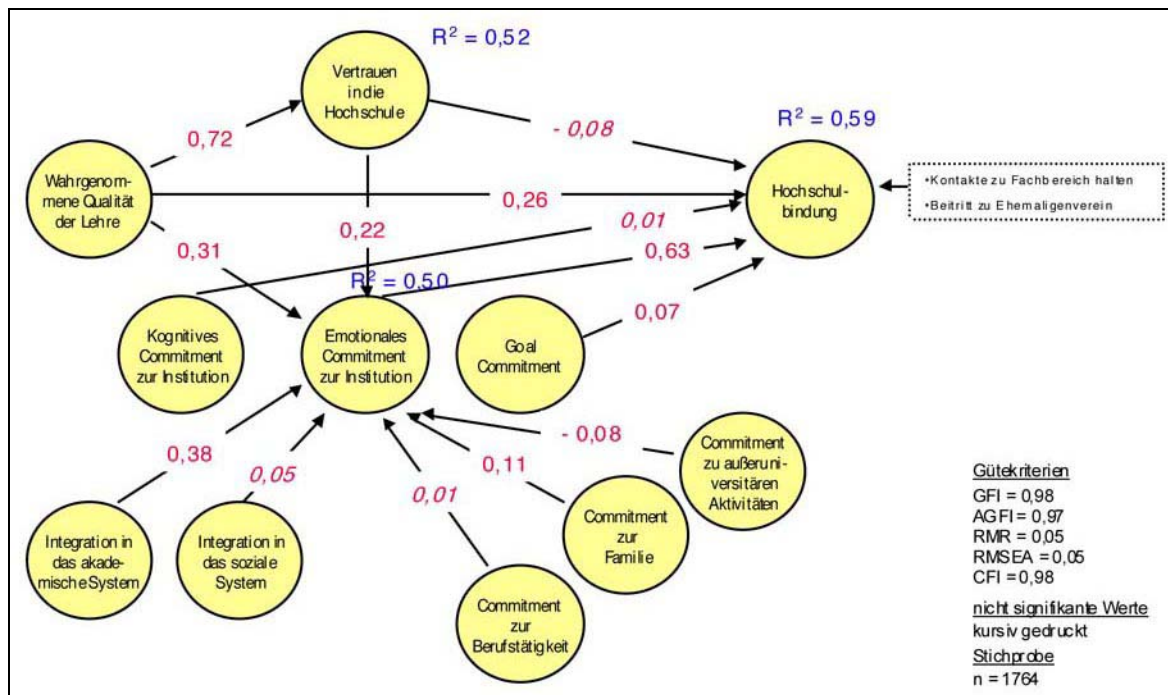 R² = 0,52
Vertrauen
in die
Hochschule
0,72
- 0,08
R² = 0,59
Wahrgenom-
mene Qualität
der Lehre
0,26
Hochschul-
bindung
•Kontakte zu Fachbereich halten
•Beitritt zu Ehemaligenverein
0,01
0,31
0,22
0,63
R² = 0,50
0,07
Kognitives
Commitment
zur Institution
Emotionales
Commitment
zur Institution
Goal
Commitment
0,38
0,05
0,01
0,11
- 0,08
Commitment
zu außeruni-
versitären
Aktivitäten
Integration in
das akade-
mische System
Integration in
das soziale
System
Commitment
zur
Familie
Commitment
zur
Berufstätigkeit
Gütekriterien
GFI = 0,98
AGFI = 0,97
RMR = 0,05
RMSEA = 0,05
CFI = 0,98
nicht signifikante Werte
kursiv gedruckt
Stichprobe
n = 1764